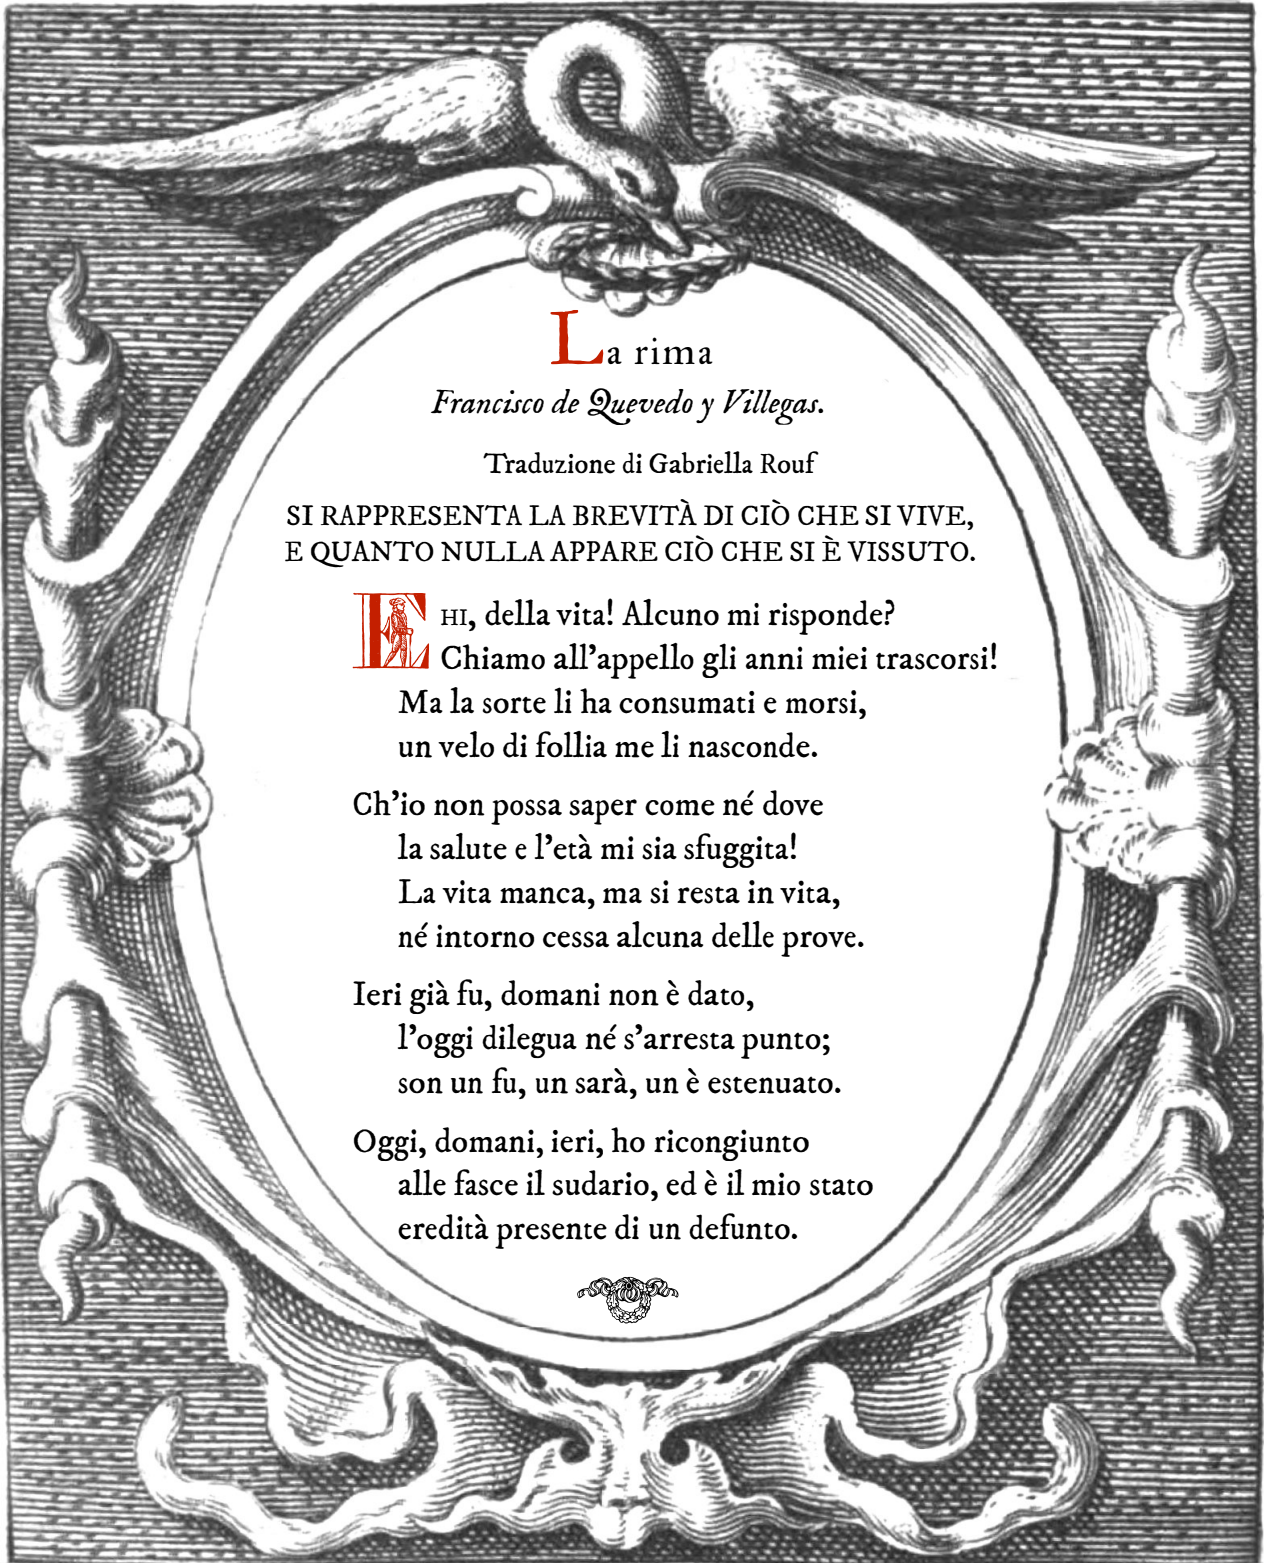 La rima
Francisco de Quevedo y Villegas.
Traduzione di Gabriella Rouf
SI RAPPRESENTA LA BREVITÀ DI CIÒ CHE SI VIVE,
E QUANTO NULLA APPARE CIÒ CHE SI È VISSUTO.
EHI, della vita! Alcuno mi risponde?
Chiamo all’appello gli anni miei trascorsi!
Ma la sorte li ha consumati e morsi,
un velo di follia me li nasconde.
Ch’io non possa saper come né dove
la salute e l’età mi sia sfuggita!
La vita manca, ma si resta in vita,
né intorno cessa alcuna delle prove.
Ieri già fu, domani non è dato,
l’oggi dilegua né s’arresta punto;
son un fu, un sarà, un è estenuato.
Oggi, domani, ieri, ho ricongiunto
alle fasce il sudario, ed è il mio stato
eredità presente di un defunto.